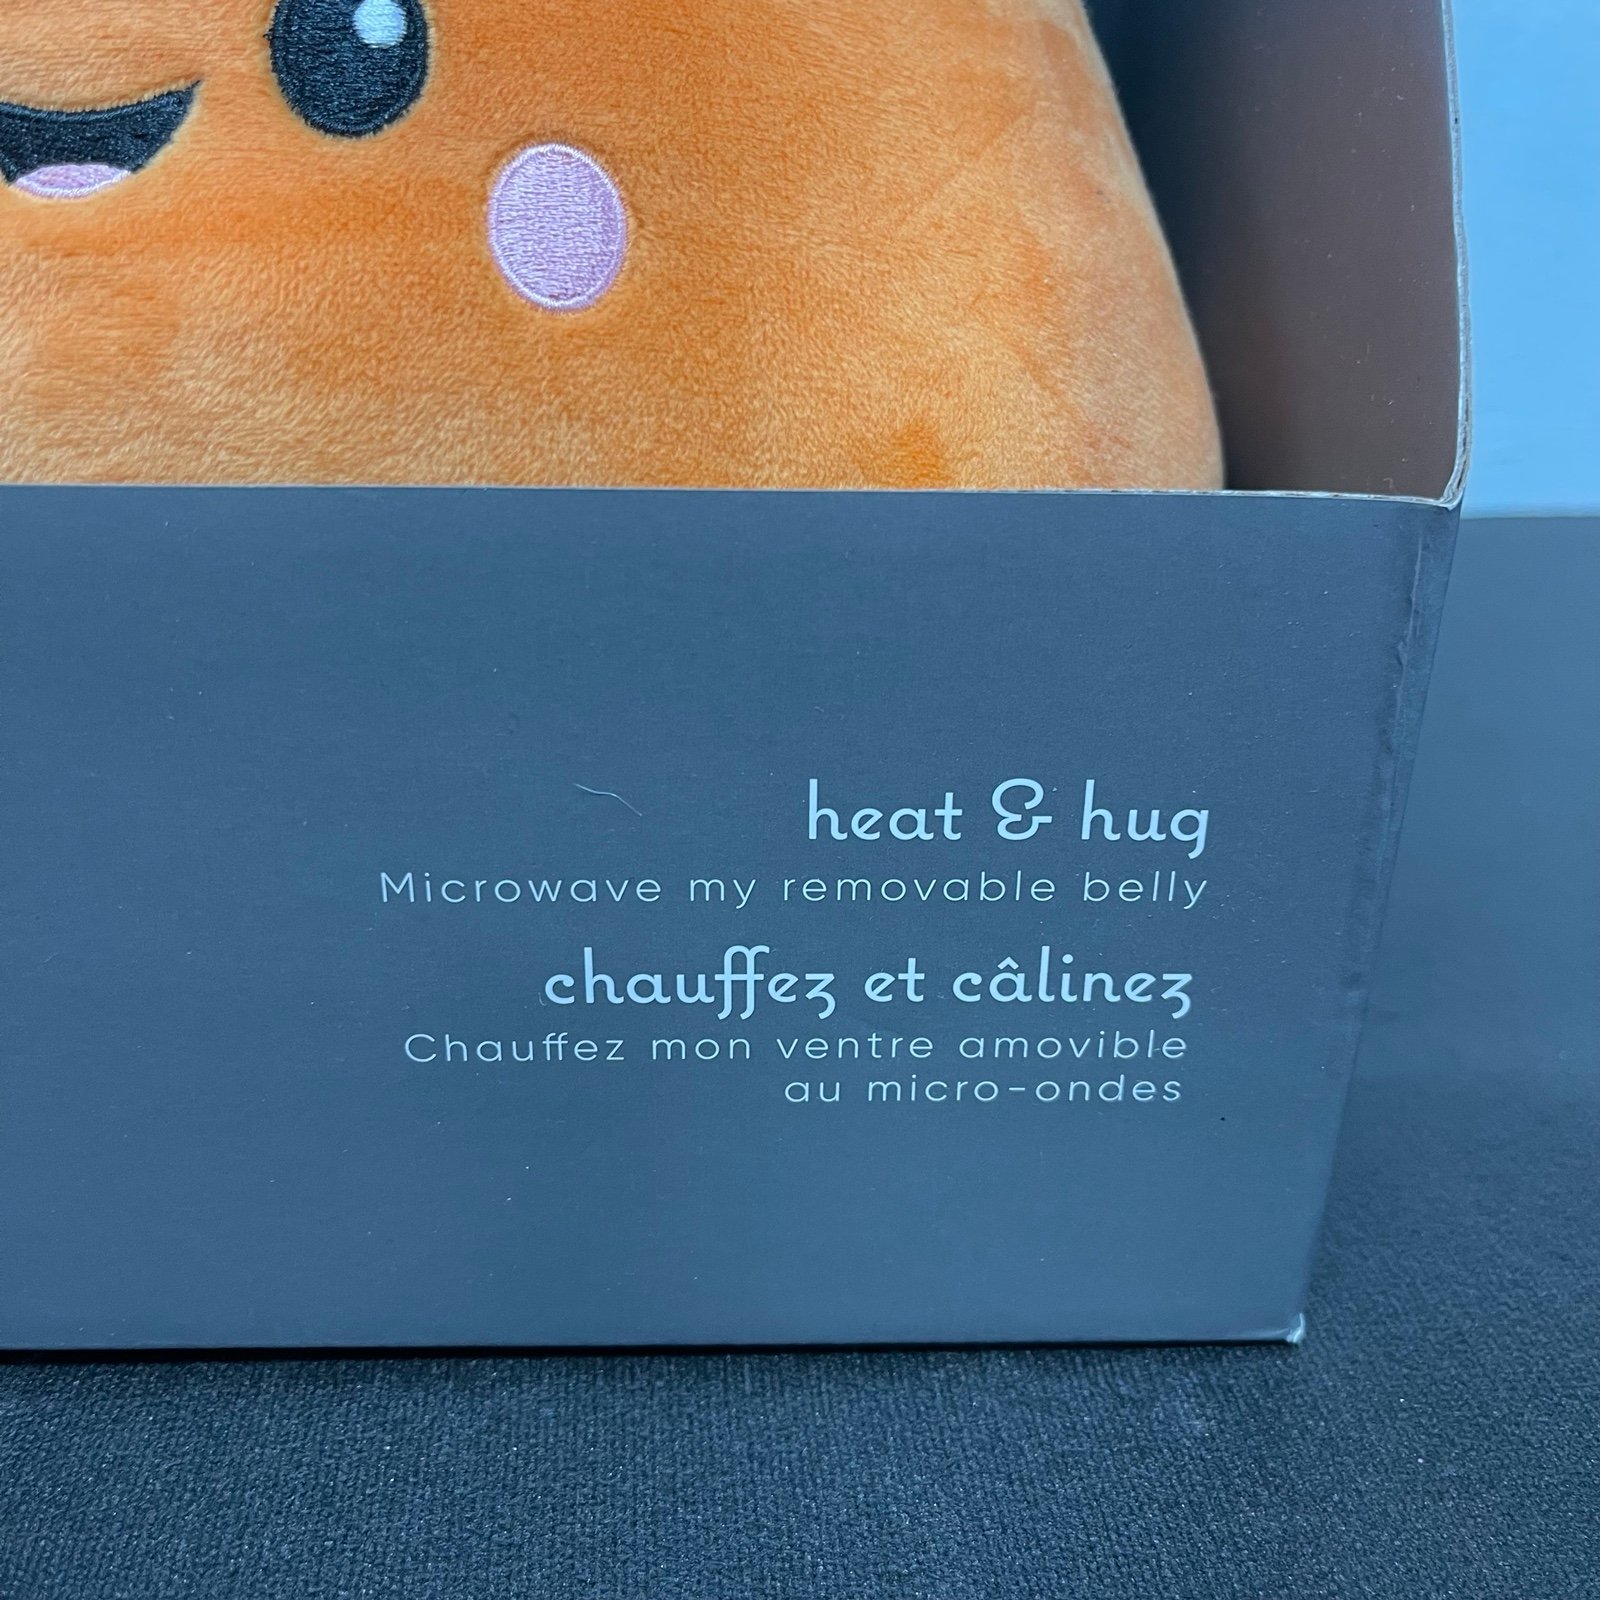 heat & hug
Microwave my removable belly
chauffez et câlinez
Chauffez mon ventre amovible
au micro-ondes